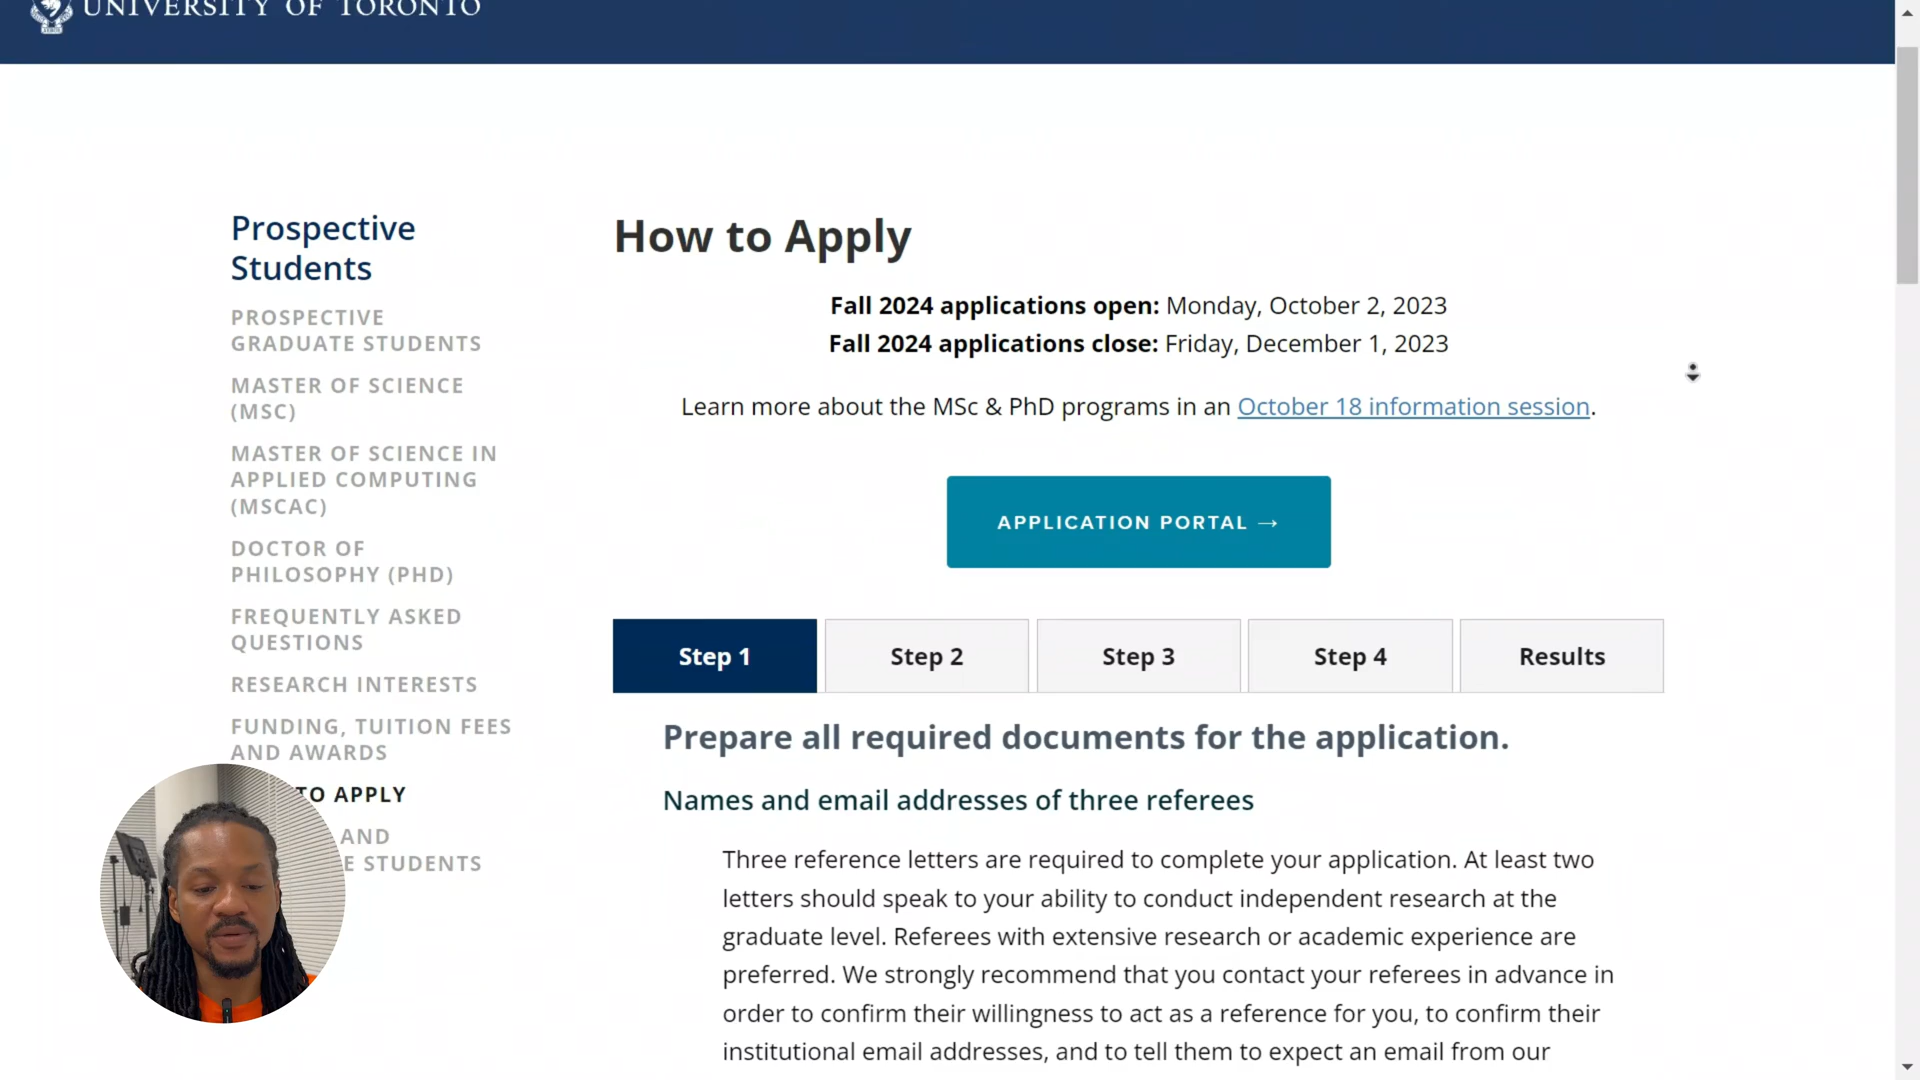 UNIVERSITY OF TORONTO
Prospective
Students
PROSPECTIVE
GRADUATE STUDENTS
MASTER OF SCIENCE
(MSC)
MASTER OF SCIENCE IN
APPLIED COMPUTING
(MSCAC)
DOCTOR OF
PHILOSOPHY (PHD)
FREQUENTLY ASKED
QUESTIONS
RESEARCH INTERESTS
FUNDING, TUITION FEES
AND AWARDS
TO APPLY
AND
E STUDENTS
How to Apply
Fall 2024 applications open: Monday, October 2, 2023
Fall 2024 applications close: Friday, December 1, 2023
Learn more about the MSc & PhD programs in an October 18 information session.
APPLICATION PORTAL →
Step 1
Step 2
Step 3
Step 4
Results
Prepare all required documents for the application.
Names and email addresses of three referees
Three reference letters are required to complete your application. At least two
letters should speak to your ability to conduct independent research at the
graduate level. Referees with extensive research or academic experience are
preferred. We strongly recommend that you contact your referees in advance in
order to confirm their willingness to act as a reference for you, to confirm their
institutional email addresses, and to tell them to expect an email from our